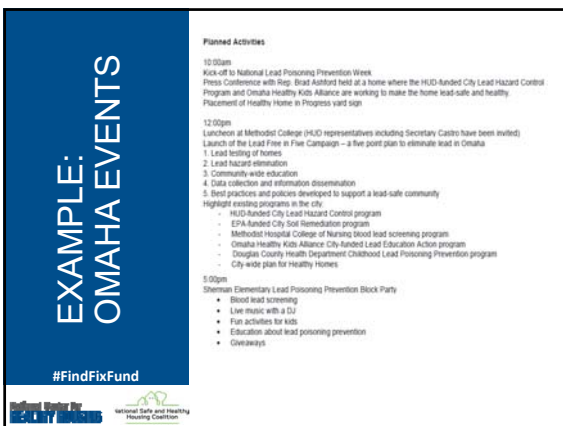 EXAMPLE:
OMAHA EVENTS
#FindFixFund
National Center for
HEALTHY HOUSING
National Safe and Healthy
Housing Coalition
Planned Activities
10:00am
Kick-off to National Lead Poisoning Prevention Week
Press Conference with Rep. Brad Ashford held at a home where the HUD-funded City Lead Hazard Control
Program and Omaha Healthy Kids Alliance are working to make the home lead-safe and healthy.
Placement of Healthy Home in Progress yard sign
12:00pm
Luncheon at Methodist College (HUD representatives including Secretary Castro have been invited)
Launch of the Lead Free in Five Campaign – a five point plan to eliminate lead in Omaha
1. Lead testing of homes
2. Lead hazard elimination
3. Community-wide education
4. Data collection and information dissemination
5. Best practices and policies developed to support a lead-safe community
Highlight existing programs in the city:
- HUD-funded City Lead Hazard Control program
- EPA-funded City Soil Remediation program
- Methodist Hospital College of Nursing blood lead screening program
- Omaha Healthy Kids Alliance City-funded Lead Education Action program
- Douglas County Health Department Childhood Lead Poisoning Prevention program
- City-wide plan for Healthy Homes
5:00pm
Sherman Elementary Lead Poisoning Prevention Block Party
• Blood lead screening
• Live music with a DJ
• Fun activities for kids
• Education about lead poisoning prevention
• Giveaways